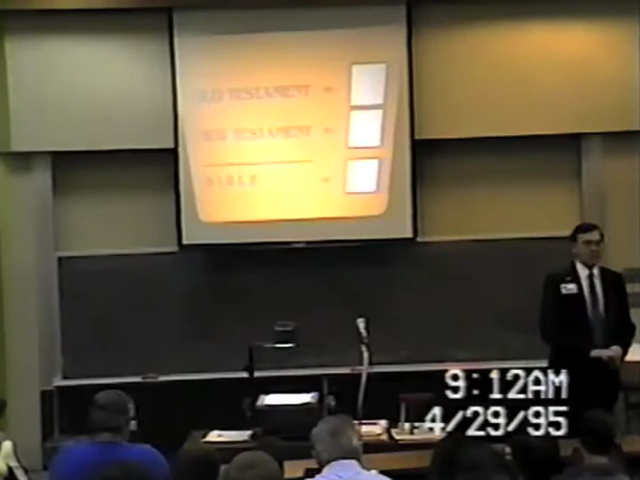 OLD TESTAMENT =
NEW TESTAMENT =
BIBLE =
9:12AM
4/29/95